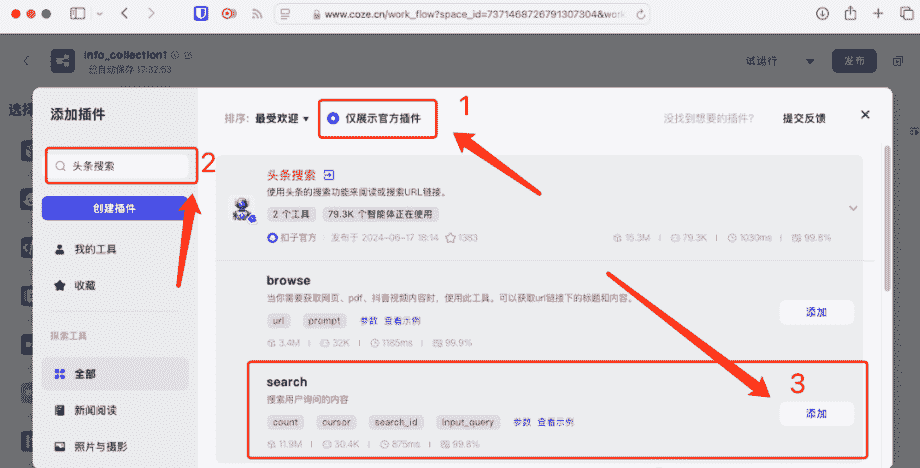 www.coze.cn/work_flow?space_id=7371468726791307304&work
info_collection1
自动保存 17:32:53
试运行
发布
添加插件
头条搜索
2
创建插件
我的工具
收藏
探索工具
全部
新闻阅读
照片与摄影
排序: 最受欢迎
仅展示官方插件
1
没找到想要的插件?
提交反馈
头条搜索
使用头条的搜索功能来阅读或搜索URL链接。
2 个工具 79.3K 个智能体正在使用
扣子官方 发布于 2024-06-17 18:14 1383
15.3M 79.3K 1039ms 99.8%
browse
当你需要获取网页、pdf、抖音视频内容时，使用此工具。可以获取url链接下的标题和内容。
url prompt 参数 查看示例
3.4M 32K 1165ms 99.9%
添加
search
搜索用户询问的内容
count cursor search_id input_query 参数 查看示例
11.9M 30.4K 875ms 99.8%
3
添加